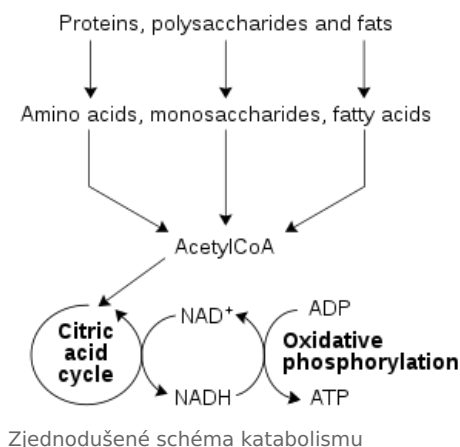 Proteins, polysaccharides and fats
Amino acids, monosaccharides, fatty acids
AcetylCoA
Citric
acid
cycle
NAD+
NADH
ADP
Oxidative
phosphorylation
ATP
Zjednodušené schéma katabolismu